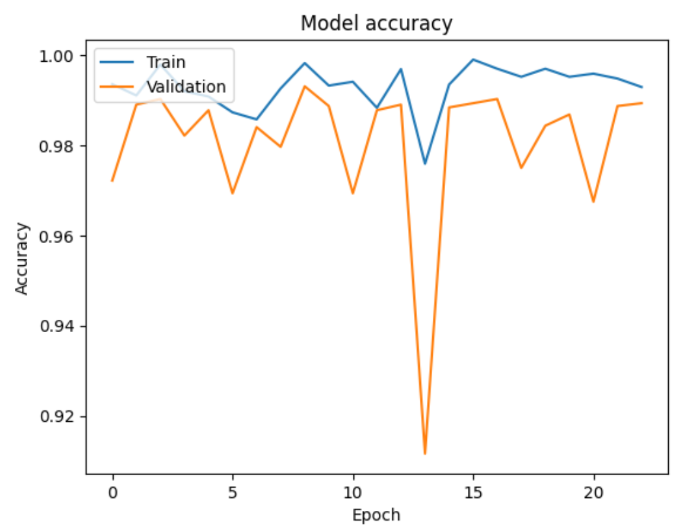 Model accuracy
Train
Validation
1.00
0.98
0.96
0.94
0.92
Accuracy
0 5 10 15 20
Epoch